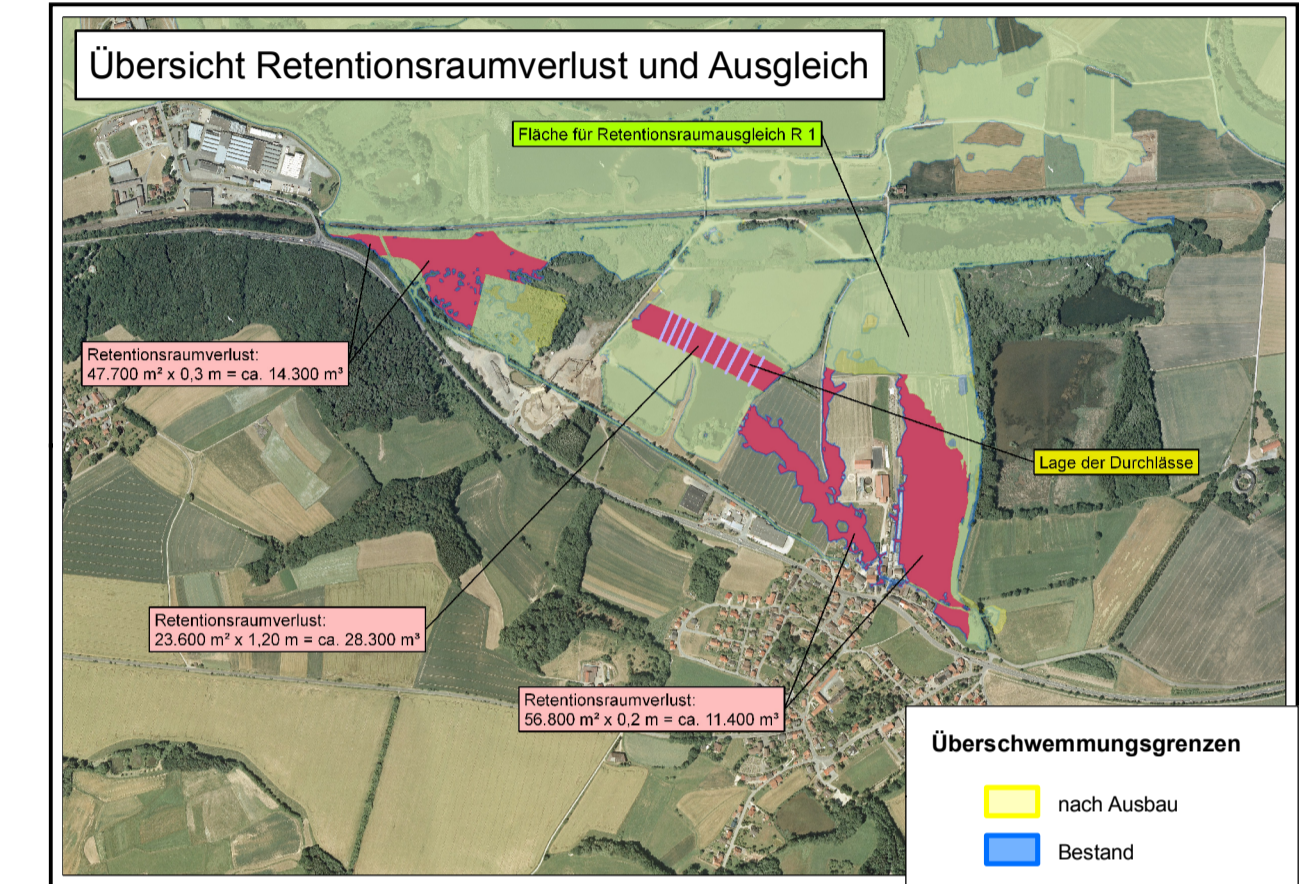 Übersicht Retentionsraumverlust und Ausgleich
Fläche für Retentionsraumausgleich R 1
Retentionsraumverlust:
47.700 m² x 0,3 m = ca. 14.300 m³
Lage der Durchlässe
Retentionsraumverlust:
23.600 m² x 1,20 m = ca. 28.300 m³
Retentionsraumverlust:
56.800 m² x 0,2 m = ca. 11.400 m³
Überschwemmungsgrenzen
nach Ausbau
Bestand